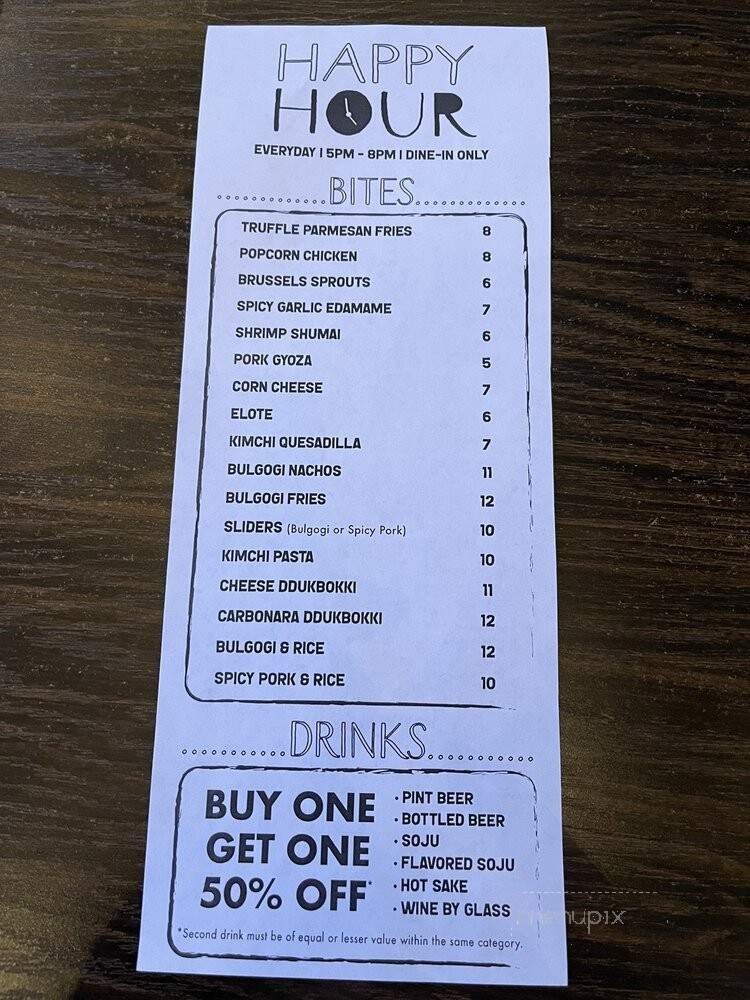 HAPPY
HOUR
EVERYDAY | 5PM - 8PM | DINE-IN ONLY
BITES
TRUFFLE PARMESAN FRIES 8
POPCORN CHICKEN 8
BRUSSELS SPROUTS 6
SPICY GARLIC EDAMAME 7
SHRIMP SHUMAI 6
PORK GYOZA 5
CORN CHEESE 7
ELOTE 6
KIMCHI QUESADILLA 7
BULGOGI NACHOS 11
BULGOGI FRIES 12
SLIDERS (Bulgogi or Spicy Pork) 10
KIMCHI PASTA 10
CHEESE DDUKBOKKI 11
CARBONARA DDUKBOKKI 12
BULGOGI & RICE 12
SPICY PORK & RICE 10
DRINKS
BUY ONE
GET ONE
50% OFF*
• PINT BEER
• BOTTLED BEER
• SOJU
• FLAVORED SOJU
• HOT SAKE
• WINE BY GLASS
*Second drink must be of equal or lesser value within the same category.
menupix